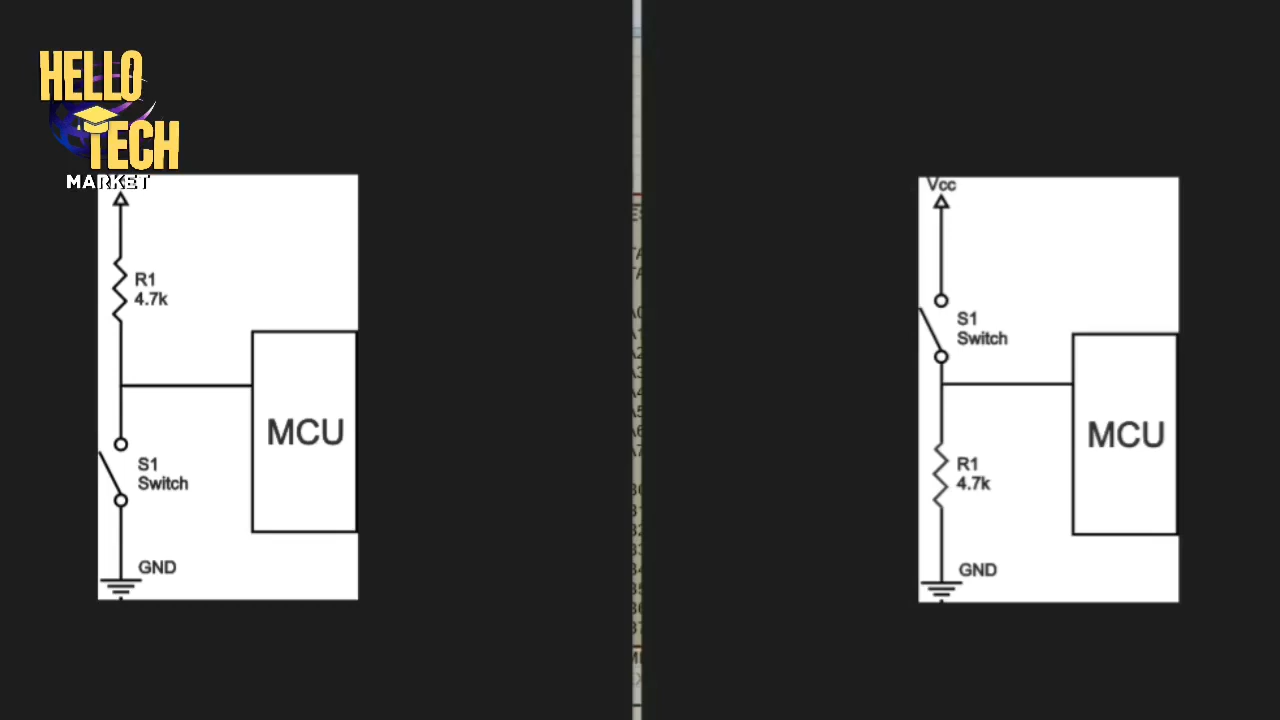 HELLO
TECH
MARKET
R1
4.7k
MCU
S1
Switch
GND
Vcc
S1
Switch
MCU
R1
4.7k
GND